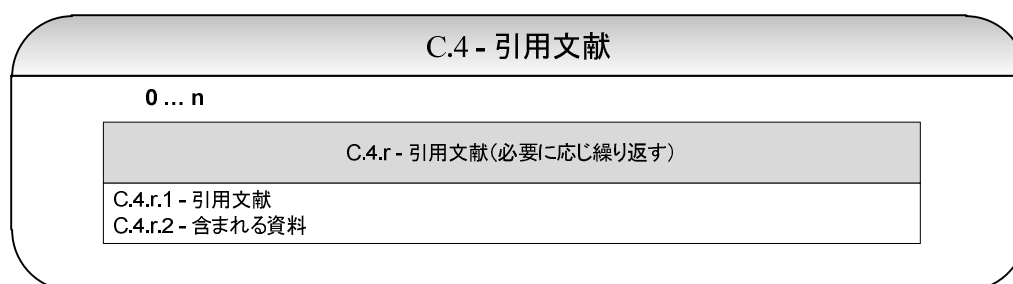 C.4 - 引用文献
0 … n
C.4.r - 引用文献(必要に応じ繰り返す)
C.4.r.1 - 引用文献
C.4.r.2 - 含まれる資料